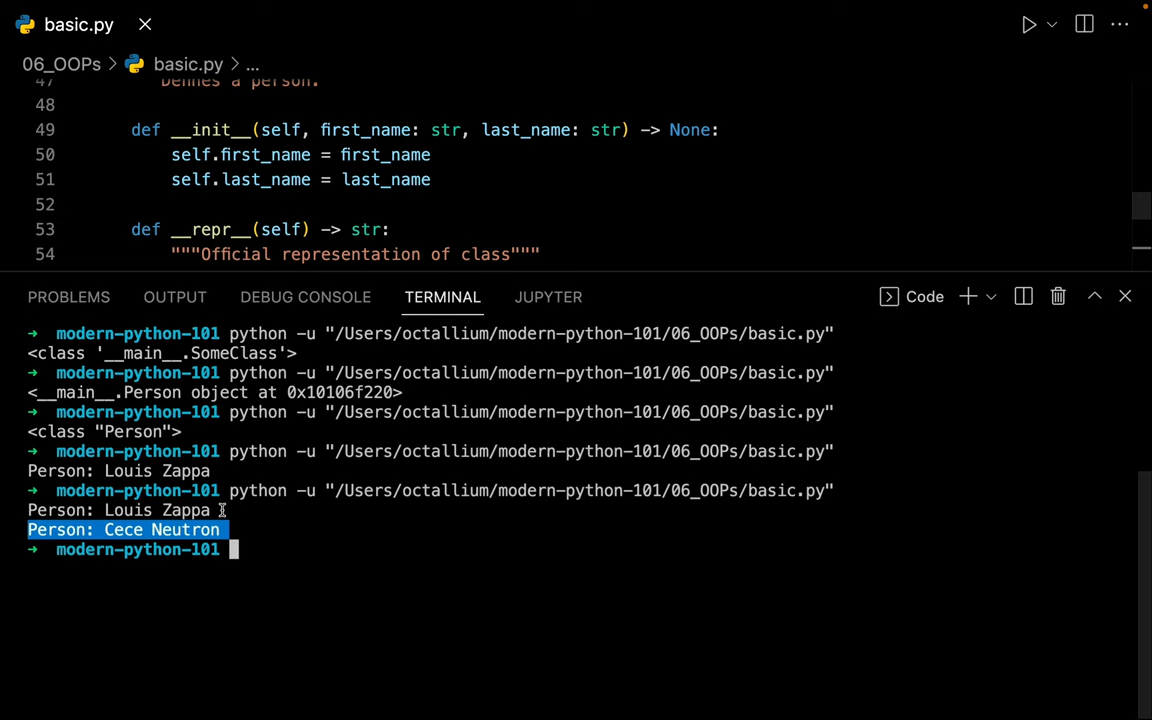 basic.py
06_OOPs > basic.py > ...
47 Defines a person.
48
49 def __init__(self, first_name: str, last_name: str) -> None:
50 self.first_name = first_name
51 self.last_name = last_name
52
53 def __repr__(self) -> str:
54 """Official representation of class"""
PROBLEMS OUTPUT DEBUG CONSOLE TERMINAL JUPYTER Code
→ modern-python-101 python -u "/Users/octallium/modern-python-101/06_OOPs/basic.py"
<class '__main__.SomeClass'>
→ modern-python-101 python -u "/Users/octallium/modern-python-101/06_OOPs/basic.py"
<__main__.Person object at 0x10106f220>
→ modern-python-101 python -u "/Users/octallium/modern-python-101/06_OOPs/basic.py"
<class "Person">
→ modern-python-101 python -u "/Users/octallium/modern-python-101/06_OOPs/basic.py"
Person: Louis Zappa
→ modern-python-101 python -u "/Users/octallium/modern-python-101/06_OOPs/basic.py"
Person: Louis Zappa
Person: Cece Neutron
→ modern-python-101